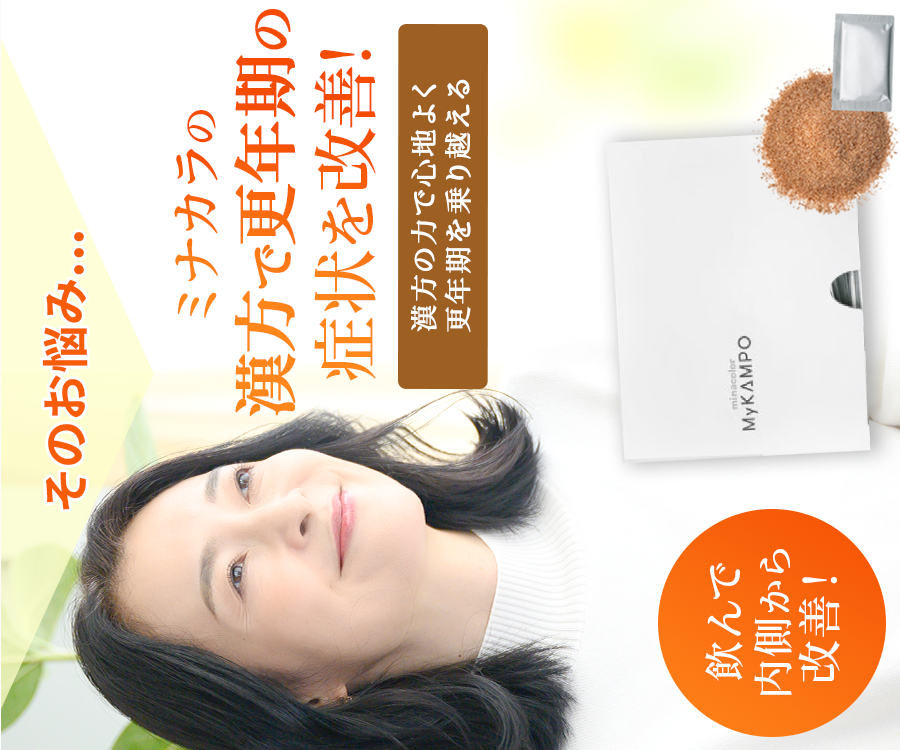 そのお悩み…
ミナカラの
漢方で更年期の
症状を改善!
漢方の力で心地よく
更年期を乗り越える
minacolor
MyKAMPO
飲んで
内側から
改善!